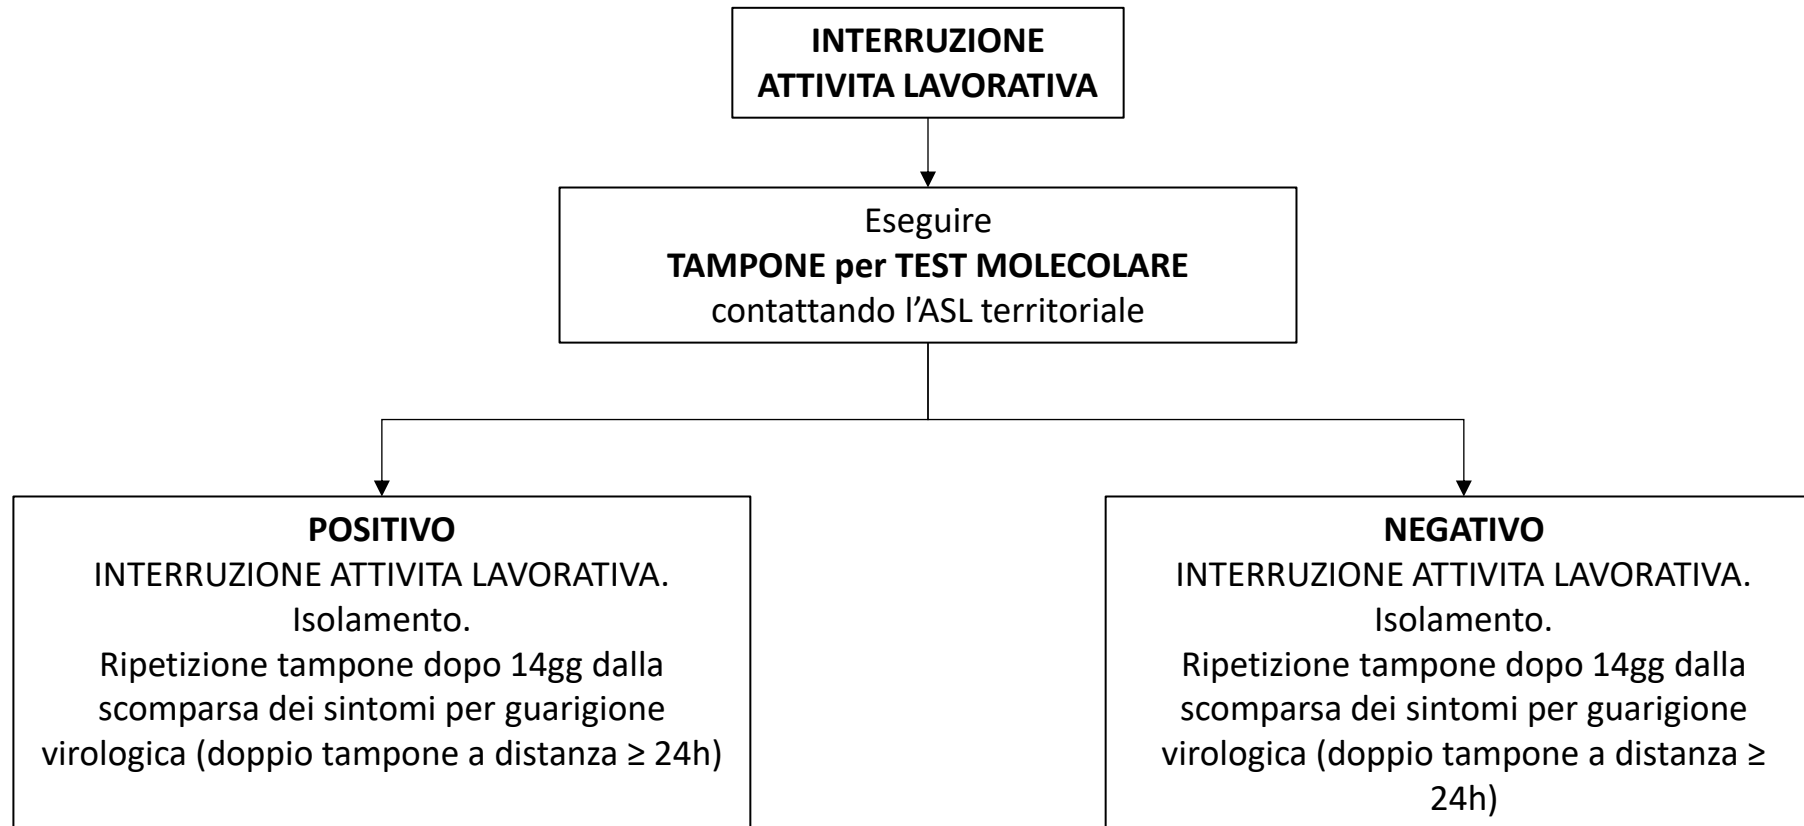 INTERRUZIONE
ATTIVITA LAVORATIVA
Eseguire
TAMPONE per TEST MOLECOLARE
contattando l’ASL territoriale
POSITIVO
INTERRUZIONE ATTIVITA LAVORATIVA.
Isolamento.
Ripetizione tampone dopo 14gg dalla
scomparsa dei sintomi per guarigione
virologica (doppio tampone a distanza ≥ 24h)
NEGATIVO
INTERRUZIONE ATTIVITA LAVORATIVA.
Isolamento.
Ripetizione tampone dopo 14gg dalla
scomparsa dei sintomi per guarigione
virologica (doppio tampone a distanza ≥
24h)